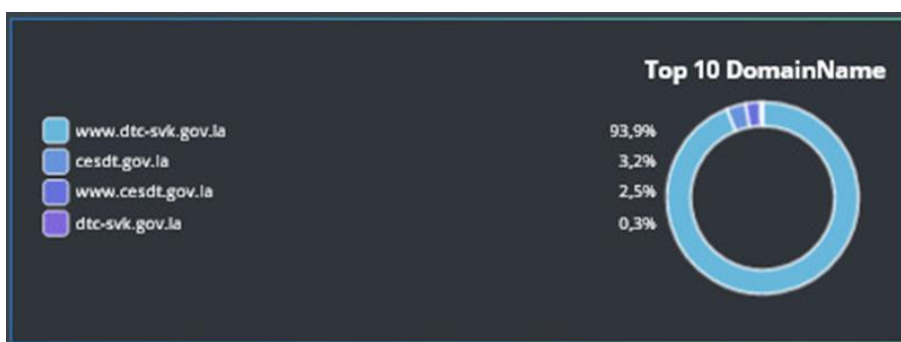 Top 10 DomainName
www.dtc-svk.gov.la 93,9%
cesdt.gov.la 3,2%
www.cesdt.gov.la 2,5%
dtc-svk.gov.la 0,3%